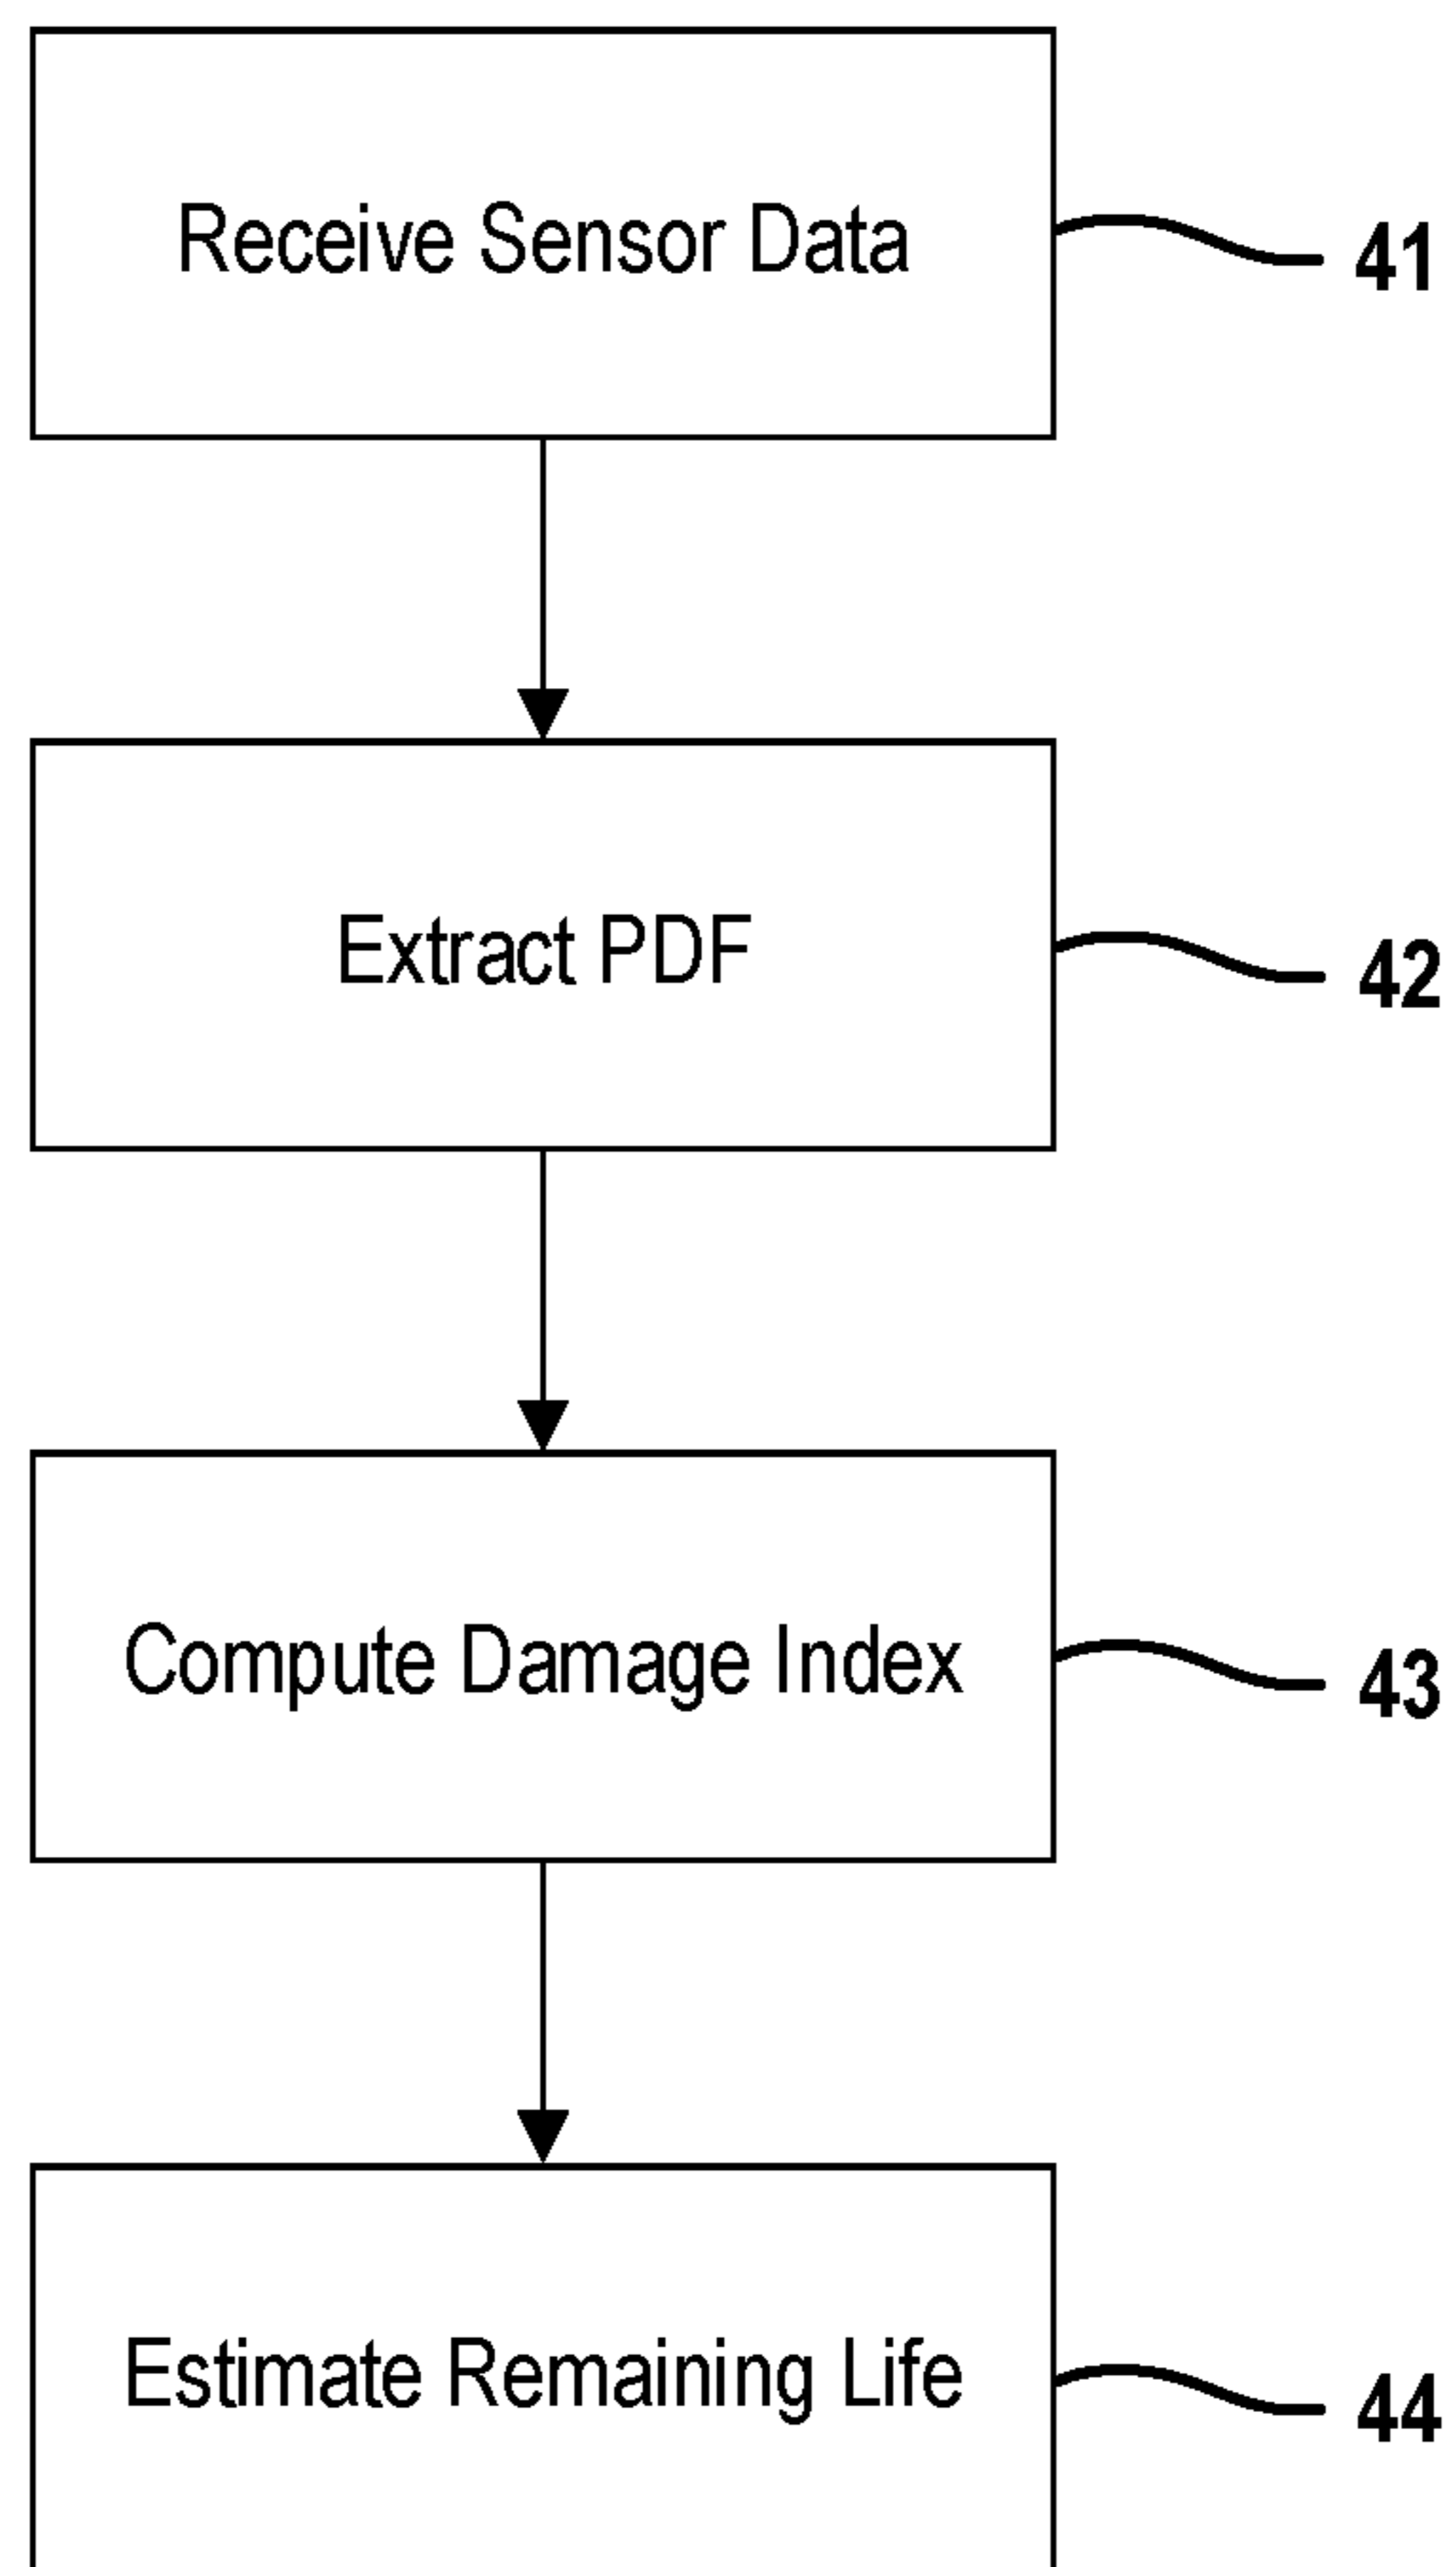 Receive Sensor Data
41
Extract PDF
42
Compute Damage Index
43
Estimate Remaining Life
44